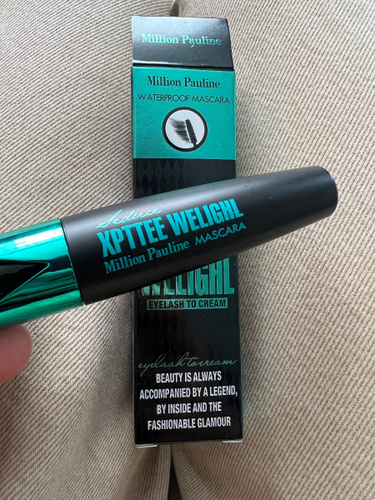 Million Pauline
Million Pauline
WATERPROOF MASCARA
XPTTEE WELIGHL
Million Pauline MASCARA
WELIGHL
EYELASH TO CREAM
eyelash to cream
BEAUTY IS ALWAYS
ACCOMPANIED BY A LEGEND,
BY INSIDE AND THE
FASHIONABLE GLAMOUR